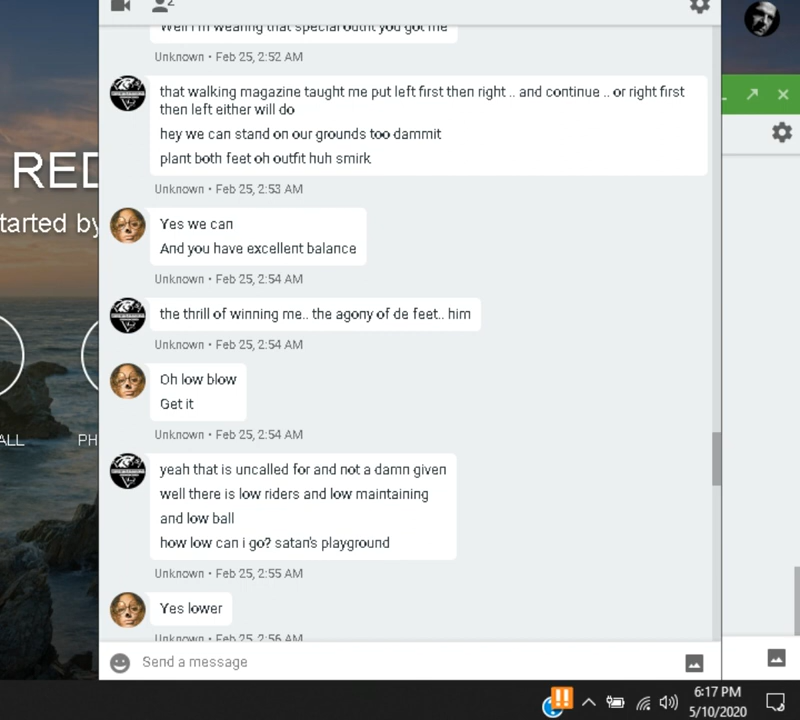 2
Well I'm wearing that special outfit you got me
Unknown • Feb 25, 2:52 AM
that walking magazine taught me put left first then right .. and continue .. or right first
then left either will do
hey we can stand on our grounds too dammit
plant both feet oh outfit huh smirk
RED
tarted by
Unknown • Feb 25, 2:53 AM
Yes we can
And you have excellent balance
Unknown • Feb 25, 2:54 AM
the thrill of winning me.. the agony of de feet.. him
Unknown • Feb 25, 2:54 AM
Oh low blow
Get it
Unknown • Feb 25, 2:54 AM
ALL
PH
yeah that is uncalled for and not a damn given
well there is low riders and low maintaining
and low ball
how low can i go? satan's playground
Unknown • Feb 25, 2:55 AM
Yes lower
Unknown • Feb 25, 2:56 AM
Send a message
6:17 PM
5/10/2020